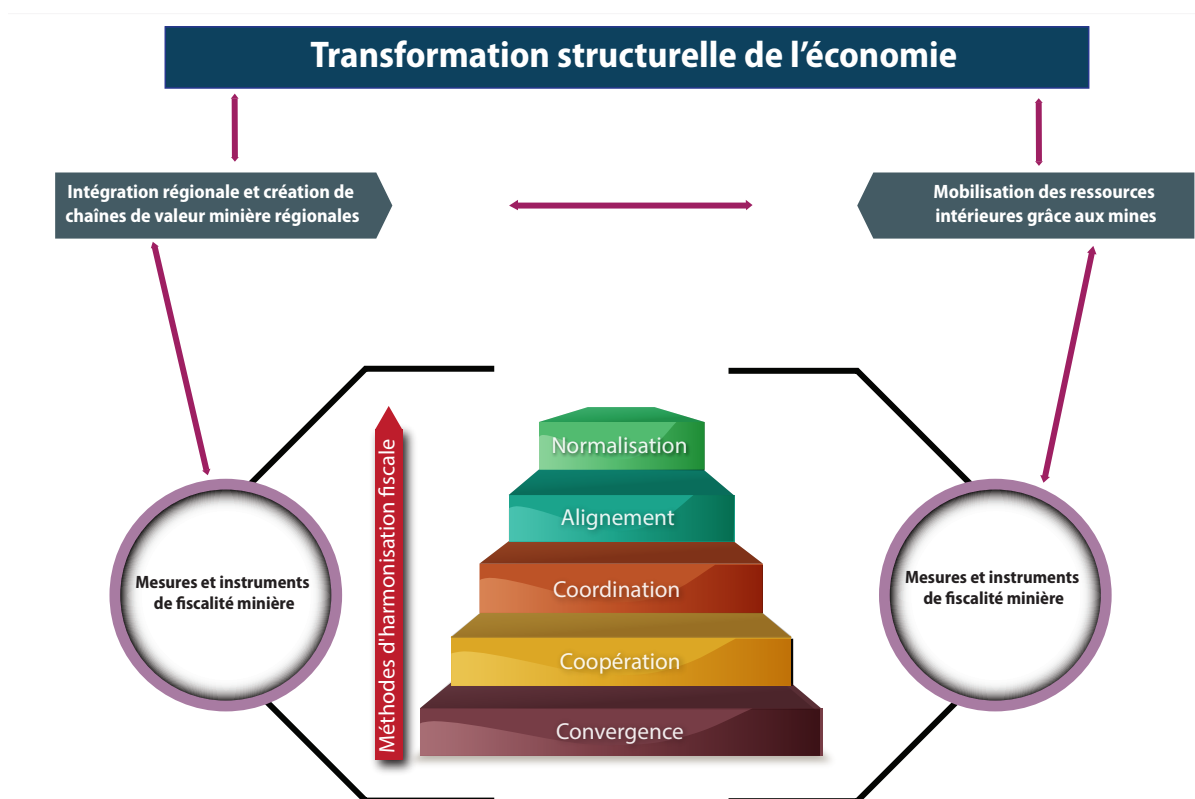 Transformation structurelle de l’économie
Intégration régionale et création de
chaînes de valeur minière régionales
Mobilisation des ressources
intérieures grâce aux mines
Mesures et instruments
de fiscalité minière
Méthodes d'harmonisation fiscale
Normalisation
Alignement
Coordination
Coopération
Convergence
Mesures et instruments
de fiscalité minière